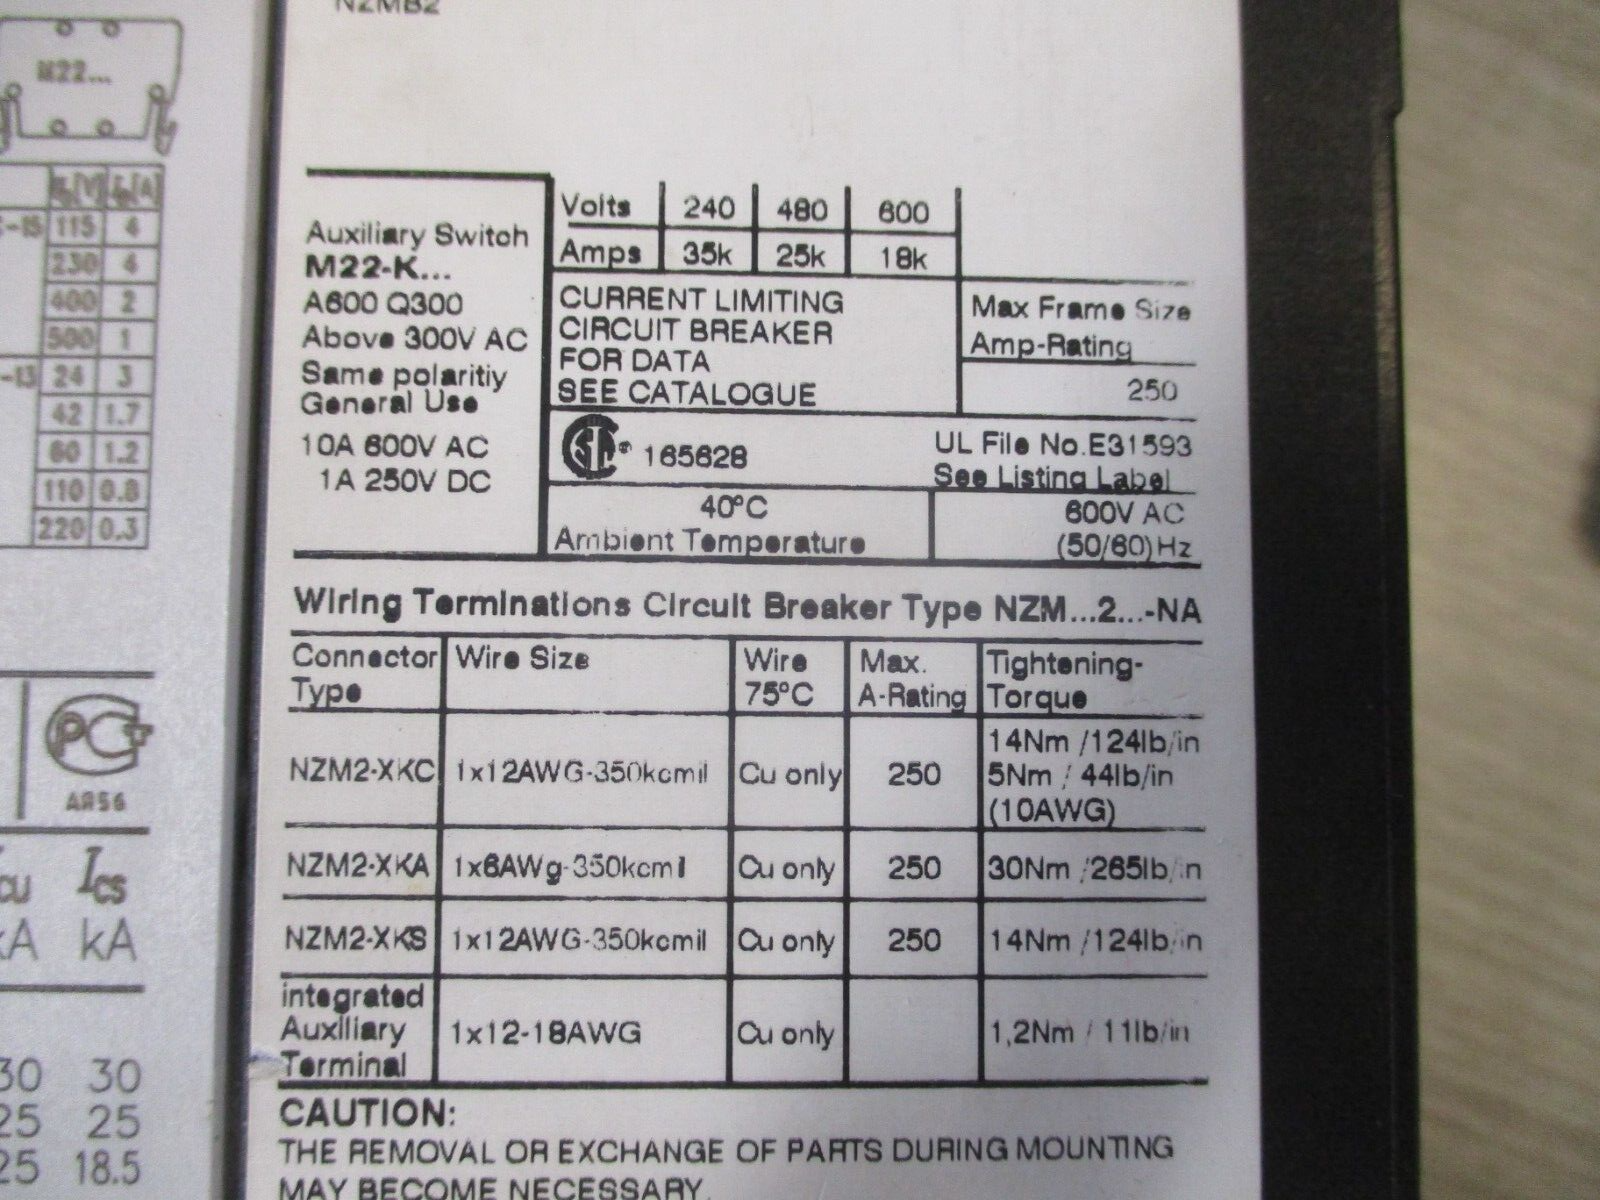 M22...
Ie[V] Ie[A]
-15 115 4
230 4
400 2
500 1
-13 24 3
42 1.7
60 1.2
110 0.8
220 0.3
PC
AR56
cu Ics
kA kA
30 30
25 25
25 18.5
NZMB2
Auxiliary Switch
M22-K...
A600 Q300
Above 300V AC
Same polaritiy
General Use
10A 600V AC
1A 250V DC
Volts 240 480 600
Amps 35k 25k 18k
CURRENT LIMITING
CIRCUIT BREAKER
FOR DATA
SEE CATALOGUE
Max Frame Size
Amp-Rating
250
SA® 165628
UL File No.E31593
See Listing Label
40°C
Ambient Temperature
600V AC
(50/60)Hz
Wiring Terminations Circuit Breaker Type NZM...2...-NA
Connector Type Wire Size Wire 75°C Max. A-Rating Tightening-Torque
NZM2-XKC 1x12AWG-350kcmil Cu only 250 14Nm /124lb/in
5Nm / 44lb/in
(10AWG)
NZM2-XKA 1x6AWg-350kcmil Cu only 250 30Nm /265lb/in
NZM2-XKS 1x12AWG-350kcmil Cu only 250 14Nm /124lb/in
integrated
Auxiliary
Terminal
1x12-18AWG Cu only 1,2Nm / 11lb/in
CAUTION:
THE REMOVAL OR EXCHANGE OF PARTS DURING MOUNTING
MAY BECOME NECESSARY.